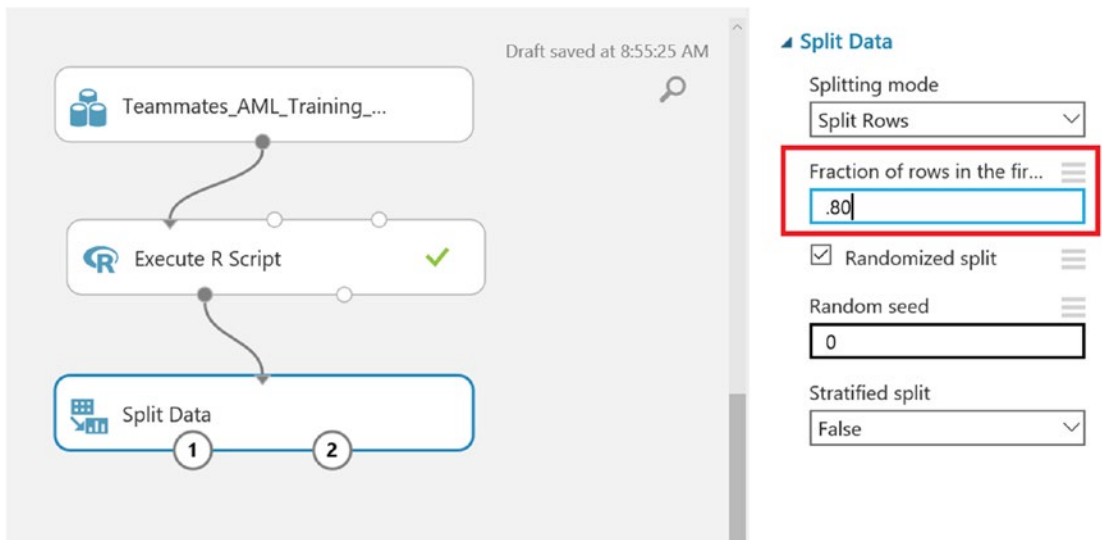 Draft saved at 8:55:25 AM
Teammates_AML_Training_...
Execute R Script
Split Data
1
2
Split Data
Splitting mode
Split Rows
Fraction of rows in the fir...
.80
Randomized split
Random seed
0
Stratified split
False